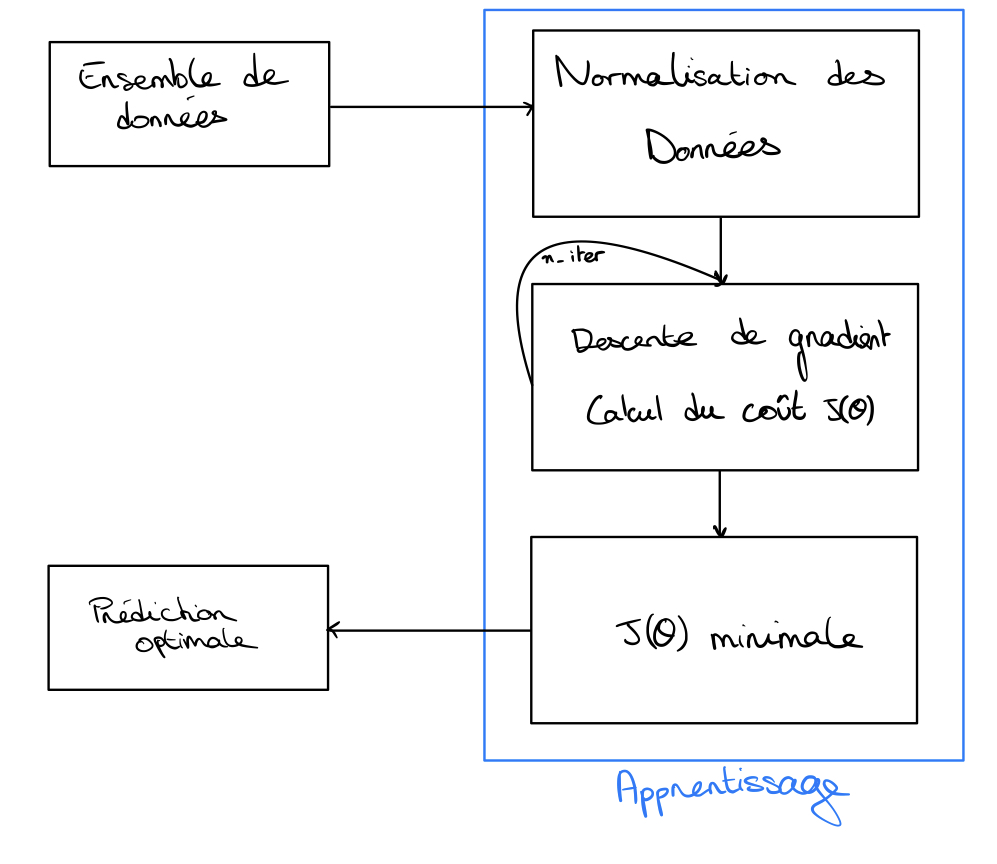 Ensemble de
données
Normalisation des
Données
n_iter
Descente de gradient
Calcul du coût J(θ)
J(θ) minimale
Prédiction
optimale
Apprentissage